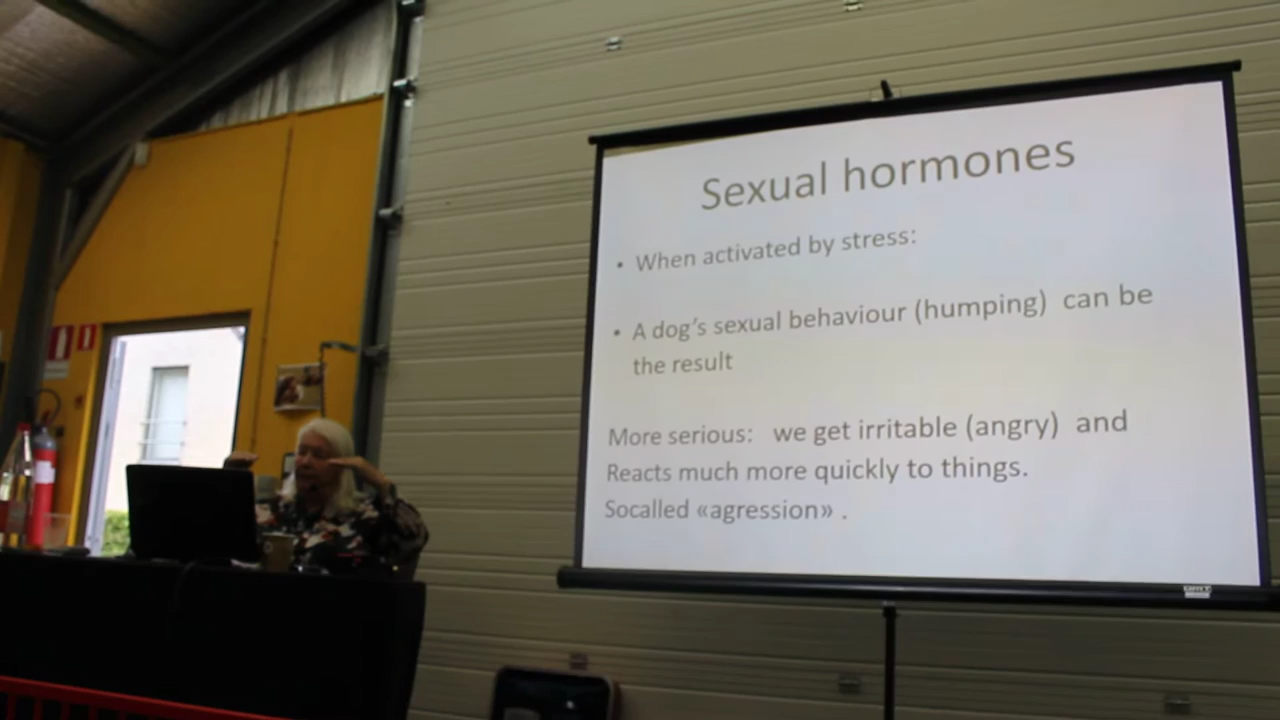 Sexual hormones
• When activated by stress:
• A dog's sexual behaviour (humping) can be
the result
More serious: we get irritable (angry) and
Reacts much more quickly to things.
Socalled «agression» .